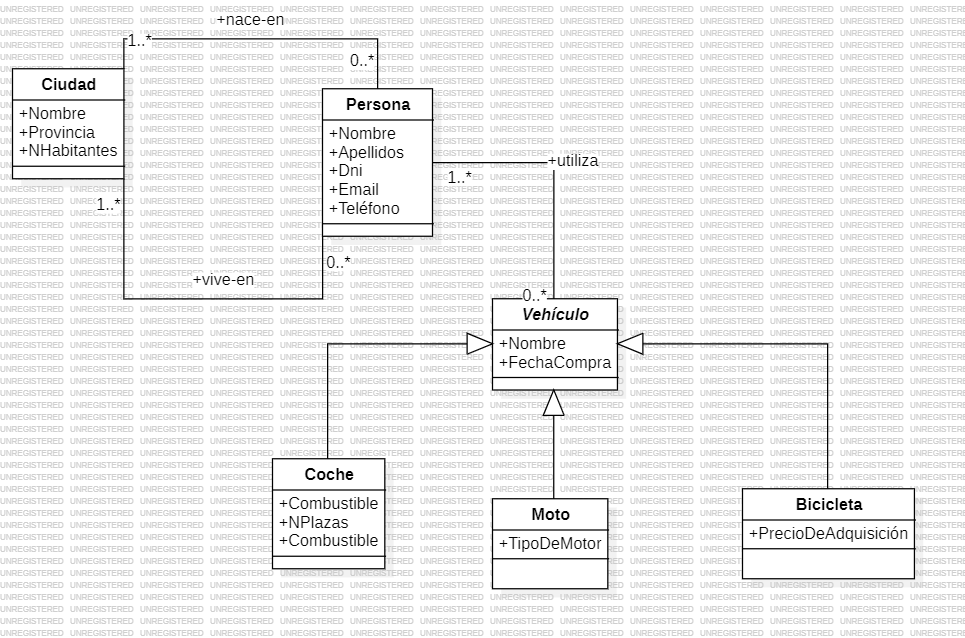 +nace-en
1..*
0..*
Ciudad
+Nombre
+Provincia
+NHabitantes
Persona
+Nombre
+Apellidos
+Dni
+Email
+Teléfono
+utiliza
1..*
1..*
0..*
+vive-en
0..*
Vehículo
+Nombre
+FechaCompra
Coche
+Combustible
+NPlazas
+Combustible
Moto
+TipoDeMotor
Bicicleta
+PrecioDeAdquisición
UNREGISTERED